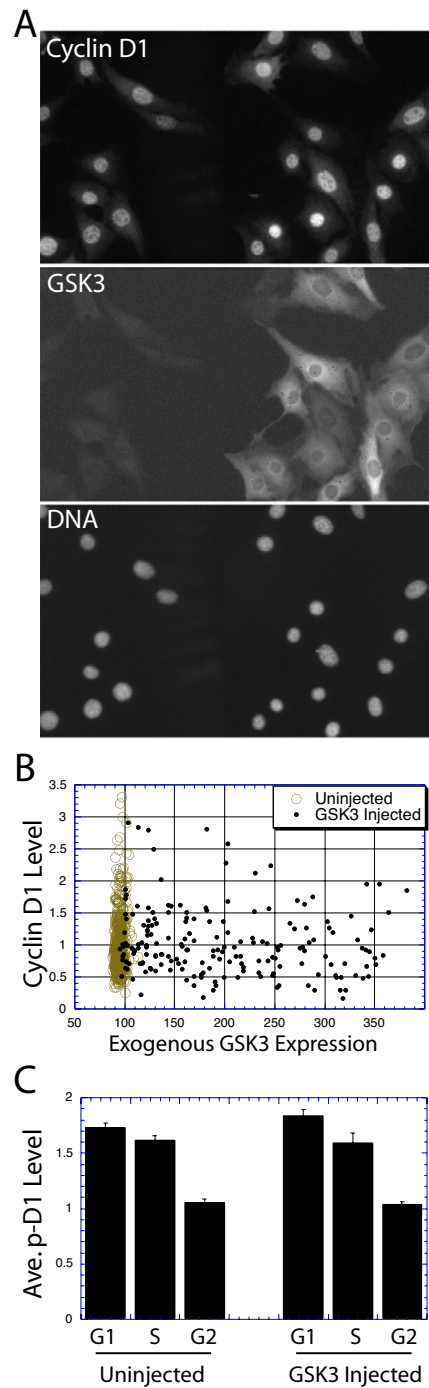 A
Cyclin D1
GSK3
DNA
B
Cyclin D1 Level
3.5
3
2.5
2
1.5
1
0.5
0
Uninjected
GSK3 Injected
50 100 150 200 250 300 350
Exogenous GSK3 Expression
C
Ave. p-D1 Level
2
1.5
1
0.5
0
G1 S G2 G1 S G2
Uninjected GSK3 Injected